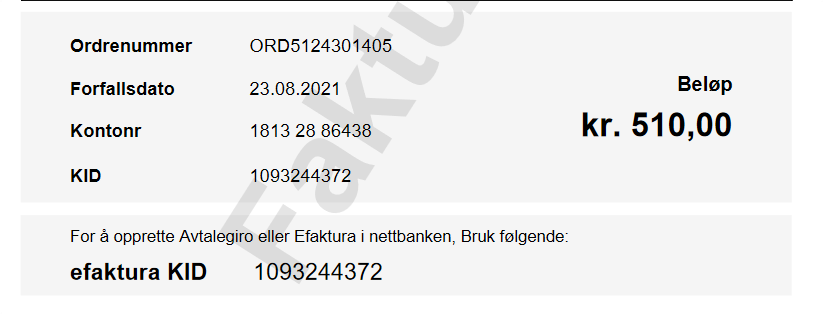 Ordrenummer ORD5124301405
Forfallsdato 23.08.2021
Beløp
Kontonr 1813 28 86438
kr. 510,00
KID 1093244372
For å opprette Avtalegiro eller Efaktura i nettbanken, Bruk følgende:
efaktura KID 1093244372
Faktu